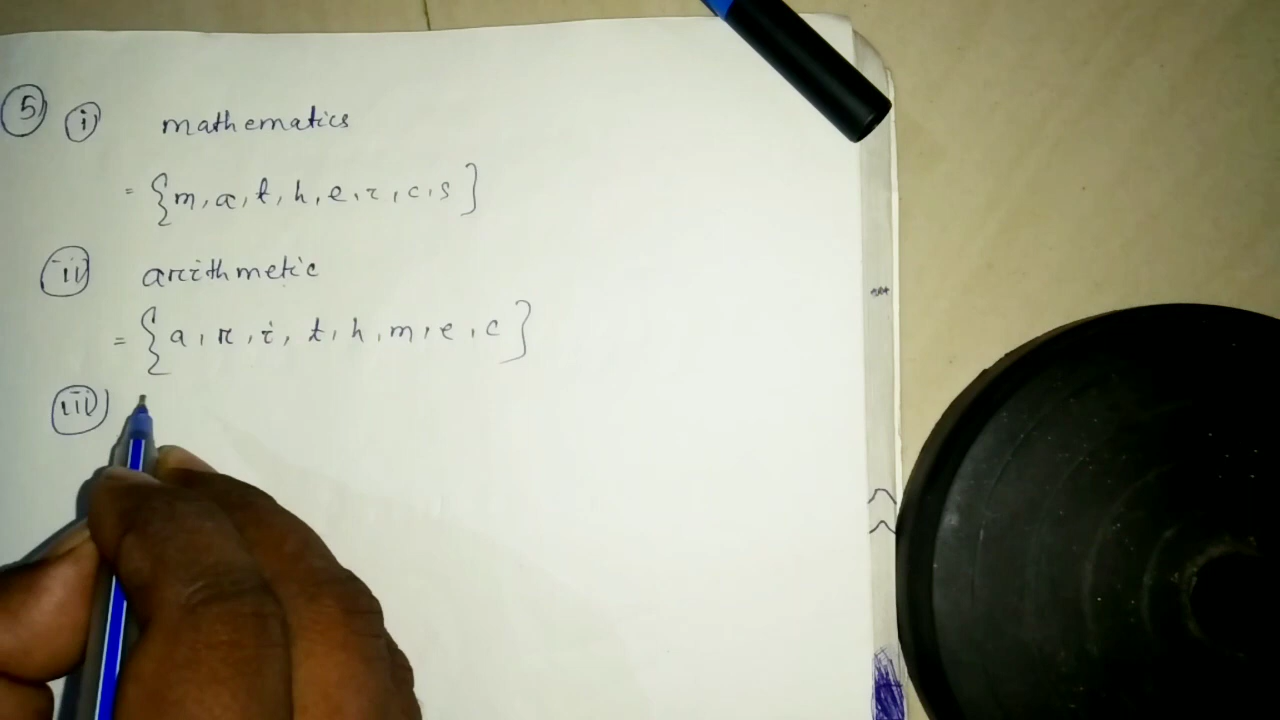 5 i mathematics
= {m, a, t, h, e, i, c, s}
ii arithmetic
= {a, r, i, t, h, m, e, c}
iii